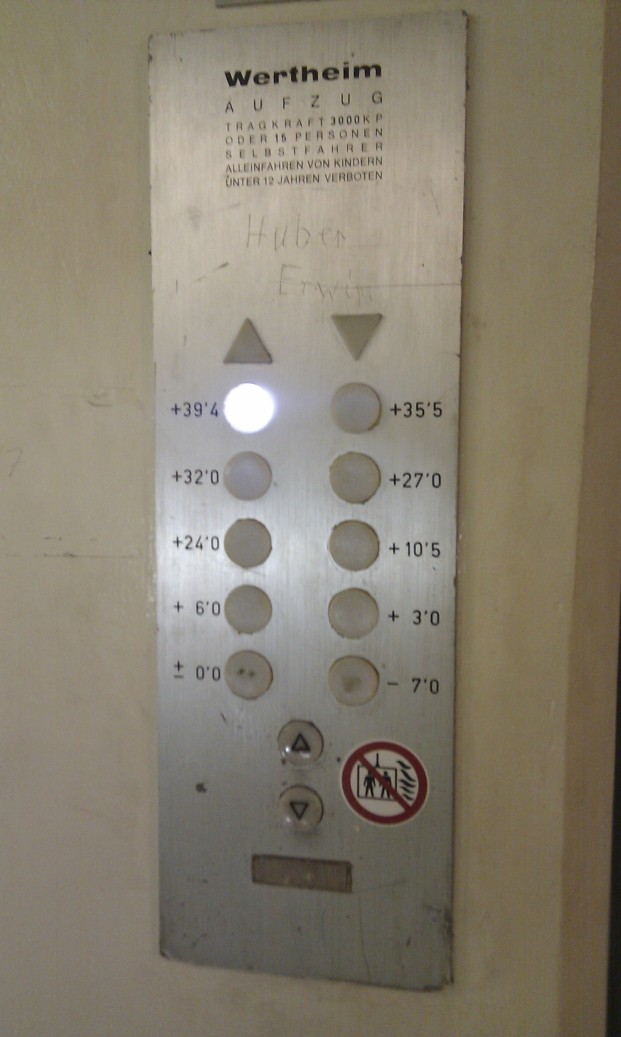 Wertheim
AUFZUG
TRAGKRAFT 3000KP
ODER 15 PERSONEN
SELBSTFAHRER
ALLEINFAHREN VON KINDERN
UNTER 12 JAHREN VERBOTEN
Huber
Erwin
+39'4 +35'5
+32'0 +27'0
+24'0 +10'5
+ 6'0 + 3'0
± 0'0 - 7'0